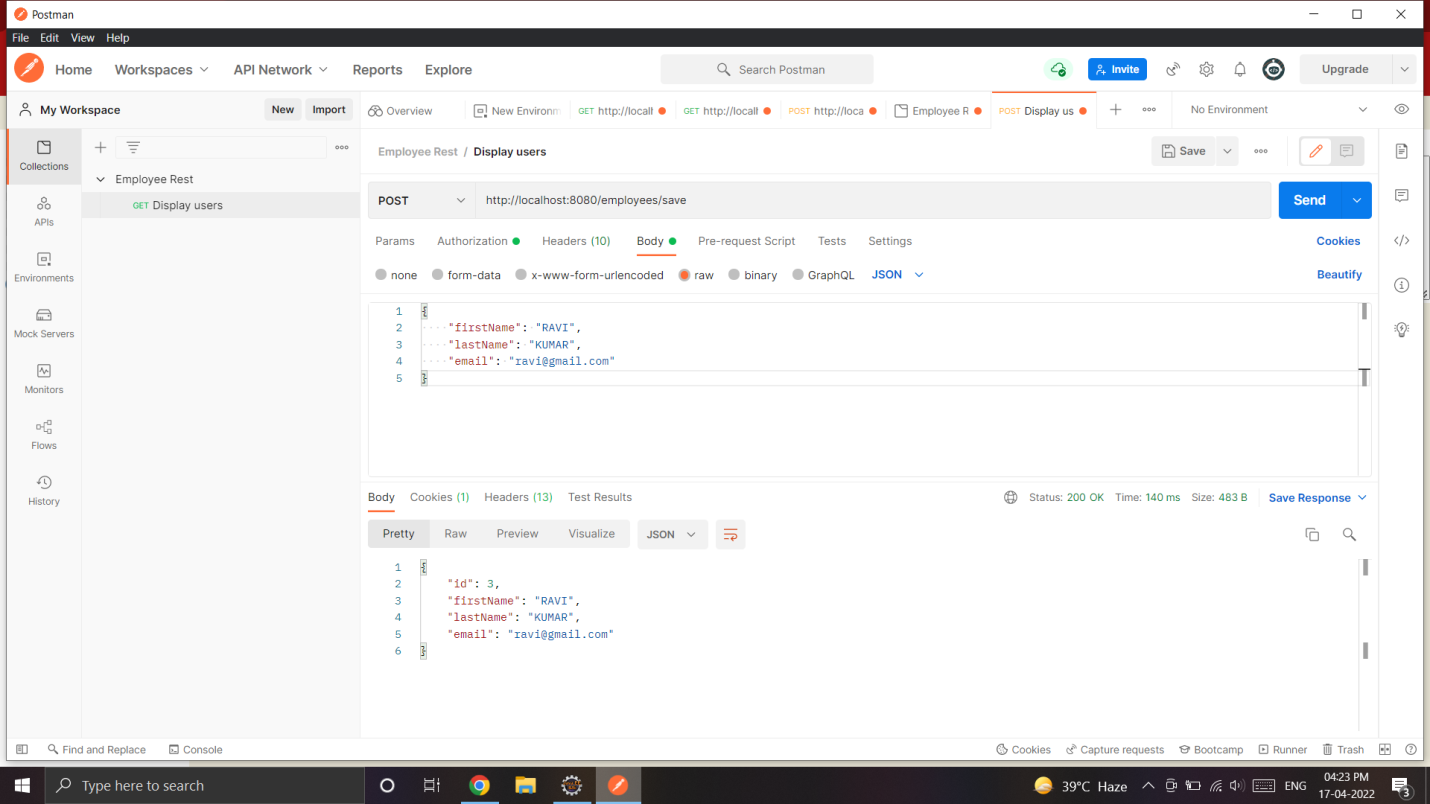 Postman
File Edit View Help
Home Workspaces API Network Reports Explore Search Postman Invite Upgrade
My Workspace New Import Overview New Environm GET http://locall GET http://locall POST http://loca Employee R POST Display us No Environment
Collections
APIs
Environments
Mock Servers
Monitors
Flows
History
Employee Rest
GET Display users
Employee Rest / Display users Save
POST http://localhost:8080/employees/save Send
Params Authorization Headers (10) Body Pre-request Script Tests Settings Cookies
none form-data x-www-form-urlencoded raw binary GraphQL JSON Beautify
1 {
2 "firstName": "RAVI",
3 "lastName": "KUMAR",
4 "email": "ravi@gmail.com"
5 }
Body Cookies (1) Headers (13) Test Results Status: 200 OK Time: 140 ms Size: 483 B Save Response
Pretty Raw Preview Visualize JSON
1 {
2 "id": 3,
3 "firstName": "RAVI",
4 "lastName": "KUMAR",
5 "email": "ravi@gmail.com"
6 }
Find and Replace Console Cookies Capture requests Bootcamp Runner Trash
Type here to search 39°C Haze ENG 04:23 PM
17-04-2022 3